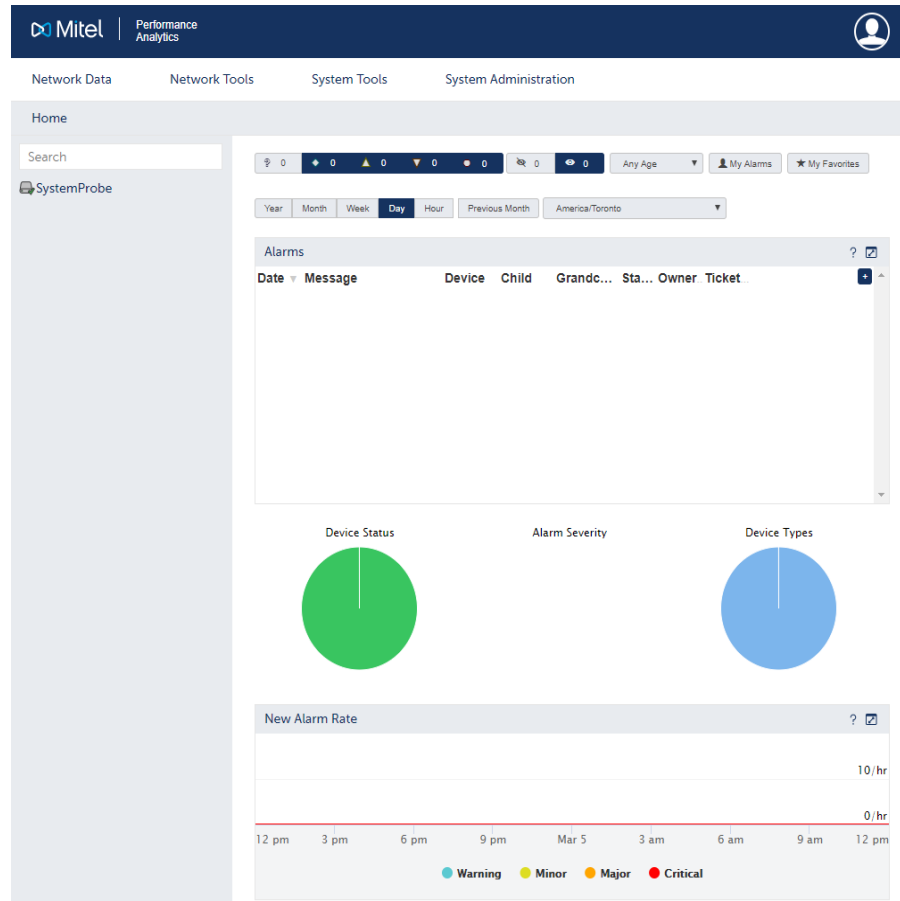 Mitel Performance Analytics
Network Data Network Tools System Tools System Administration
Home
Search
SystemProbe
0 0 0 0 0 0 0 Any Age My Alarms My Favorites
Year Month Week Day Hour Previous Month America/Toronto
Alarms ?
Date Message Device Child Grandc... Sta... Owner Ticket +
Device Status Alarm Severity Device Types
New Alarm Rate ?
10/hr
0/hr
12 pm 3 pm 6 pm 9 pm Mar 5 3 am 6 am 9 am 12 pm
Warning Minor Major Critical